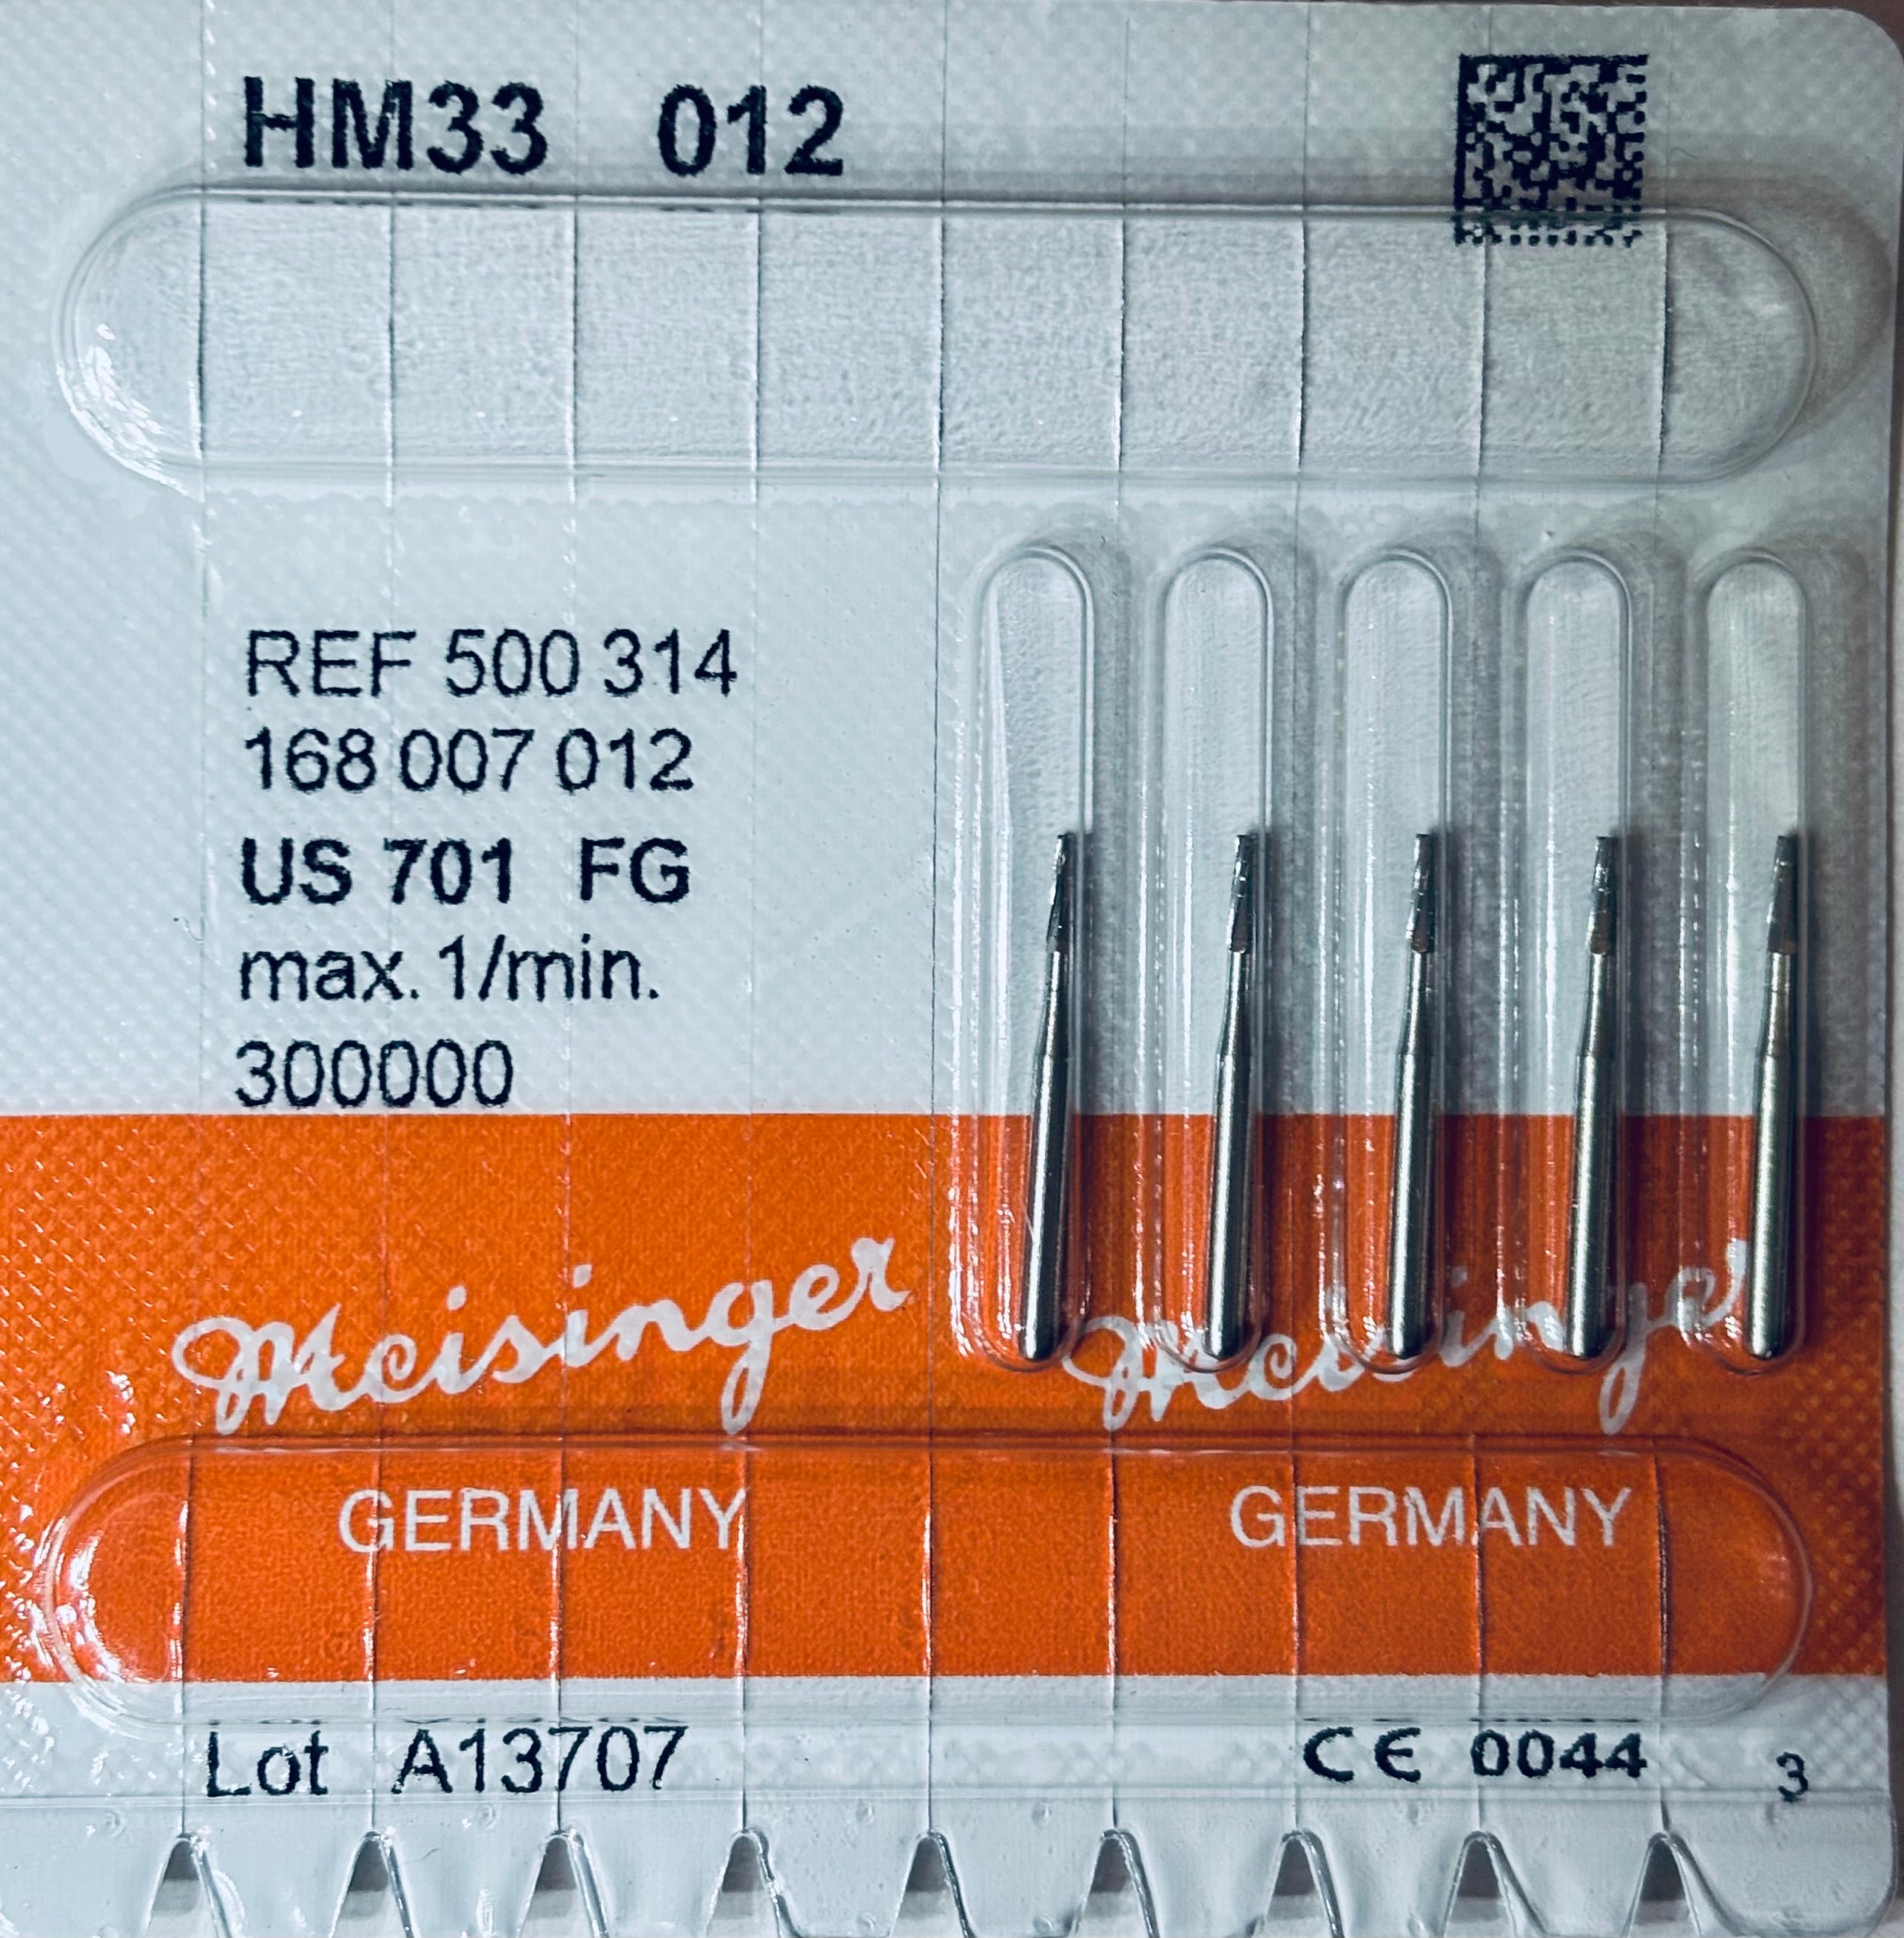 HM33 012
REF 500 314
168 007 012
US 701 FG
max. 1/min.
300000
Meisinger Meisinger
GERMANY GERMANY
Lot A13707 CE 0044 3